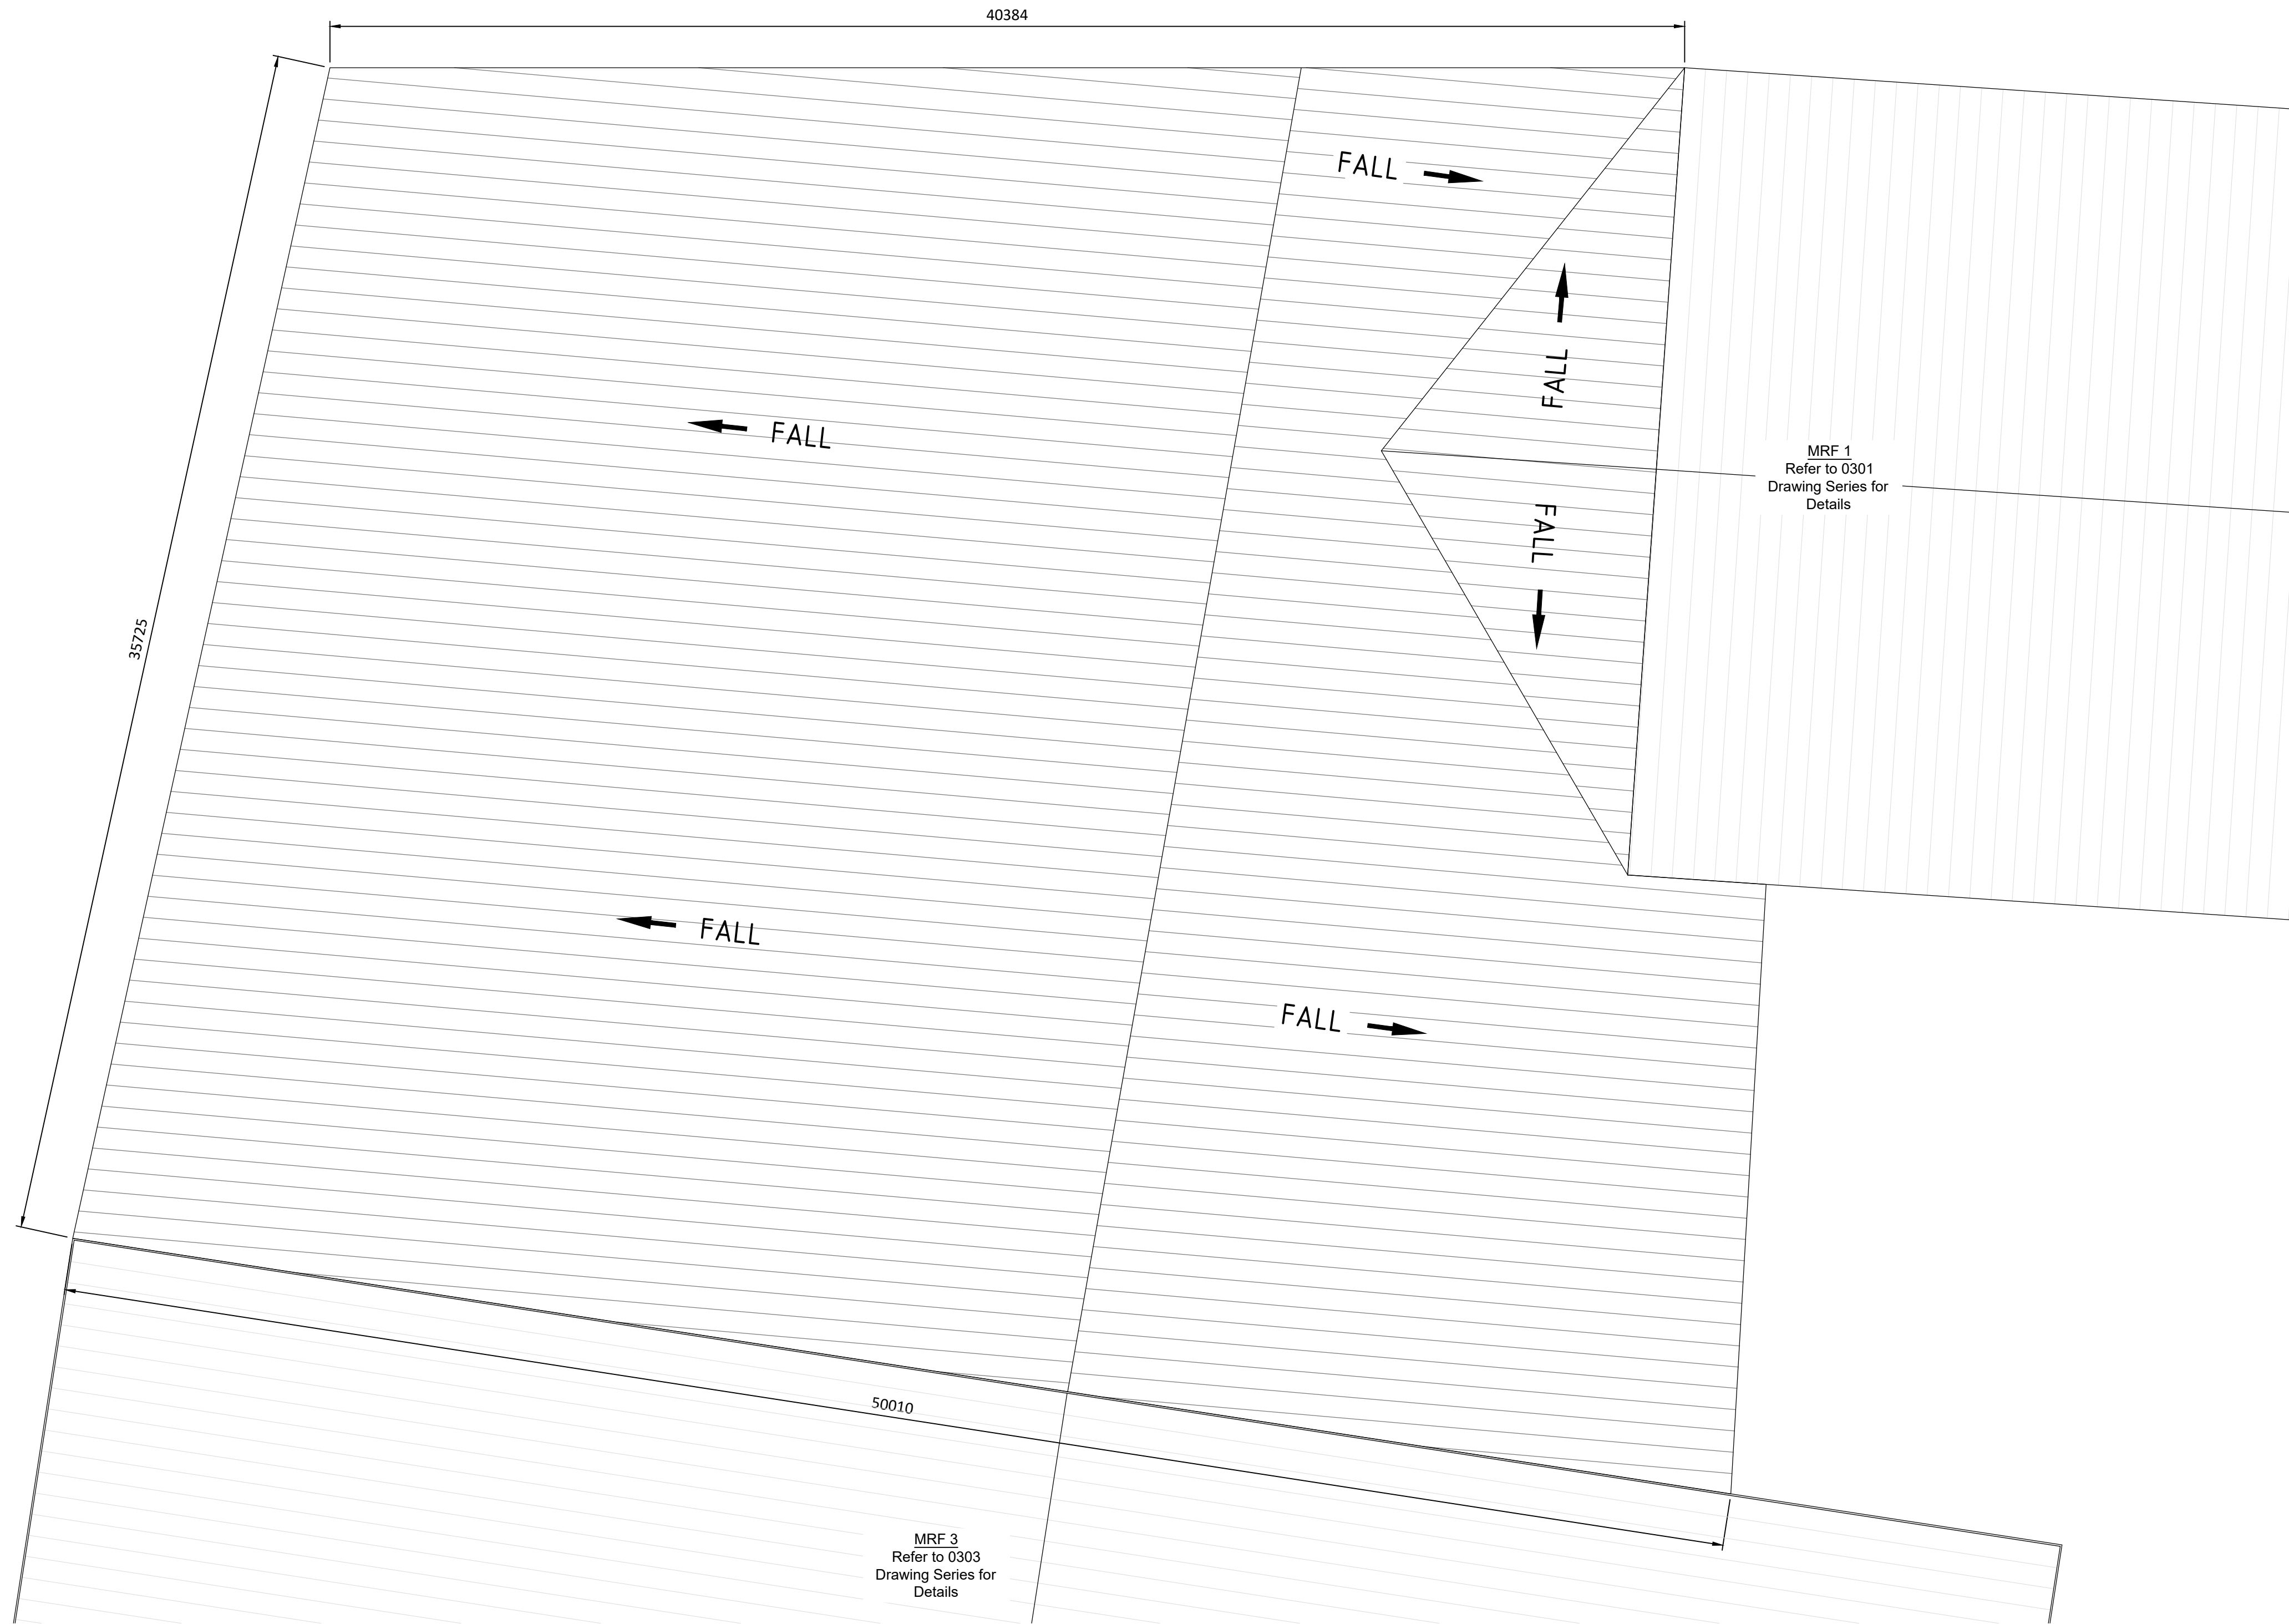 40384
FALL
FALL
35725
FALL
MRF 1
Refer to 0301
Drawing Series for
Details
FALL
FALL
FALL
50010
MRF 3
Refer to 0303
Drawing Series for
Details